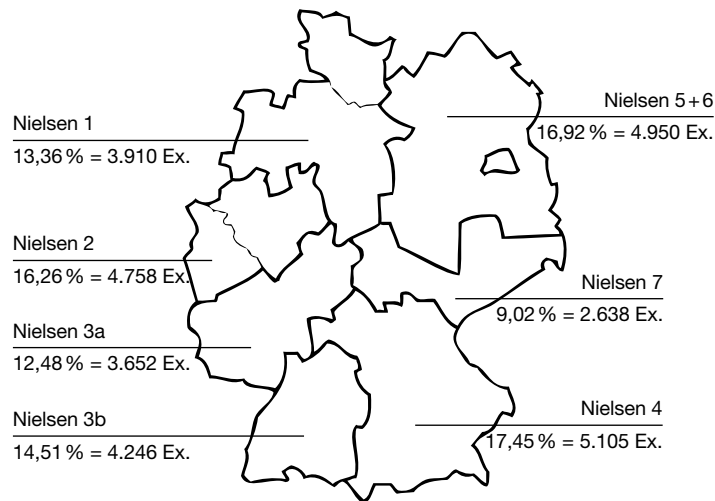 Nielsen 1
13,36 % = 3.910 Ex.
Nielsen 2
16,26 % = 4.758 Ex.
Nielsen 3a
12,48 % = 3.652 Ex.
Nielsen 3b
14,51 % = 4.246 Ex.
Nielsen 5+6
16,92 % = 4.950 Ex.
Nielsen 7
9,02 % = 2.638 Ex.
Nielsen 4
17,45 % = 5.105 Ex.